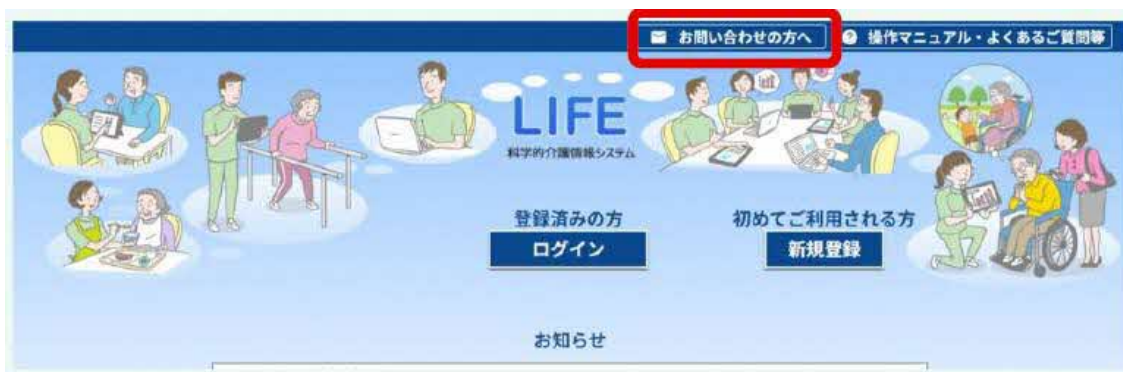 お問い合わせの方へ
操作マニュアル・よくあるご質問等
LIFE
科学的介護情報システム
登録済みの方
初めてご利用される方
ログイン
新規登録
お知らせ